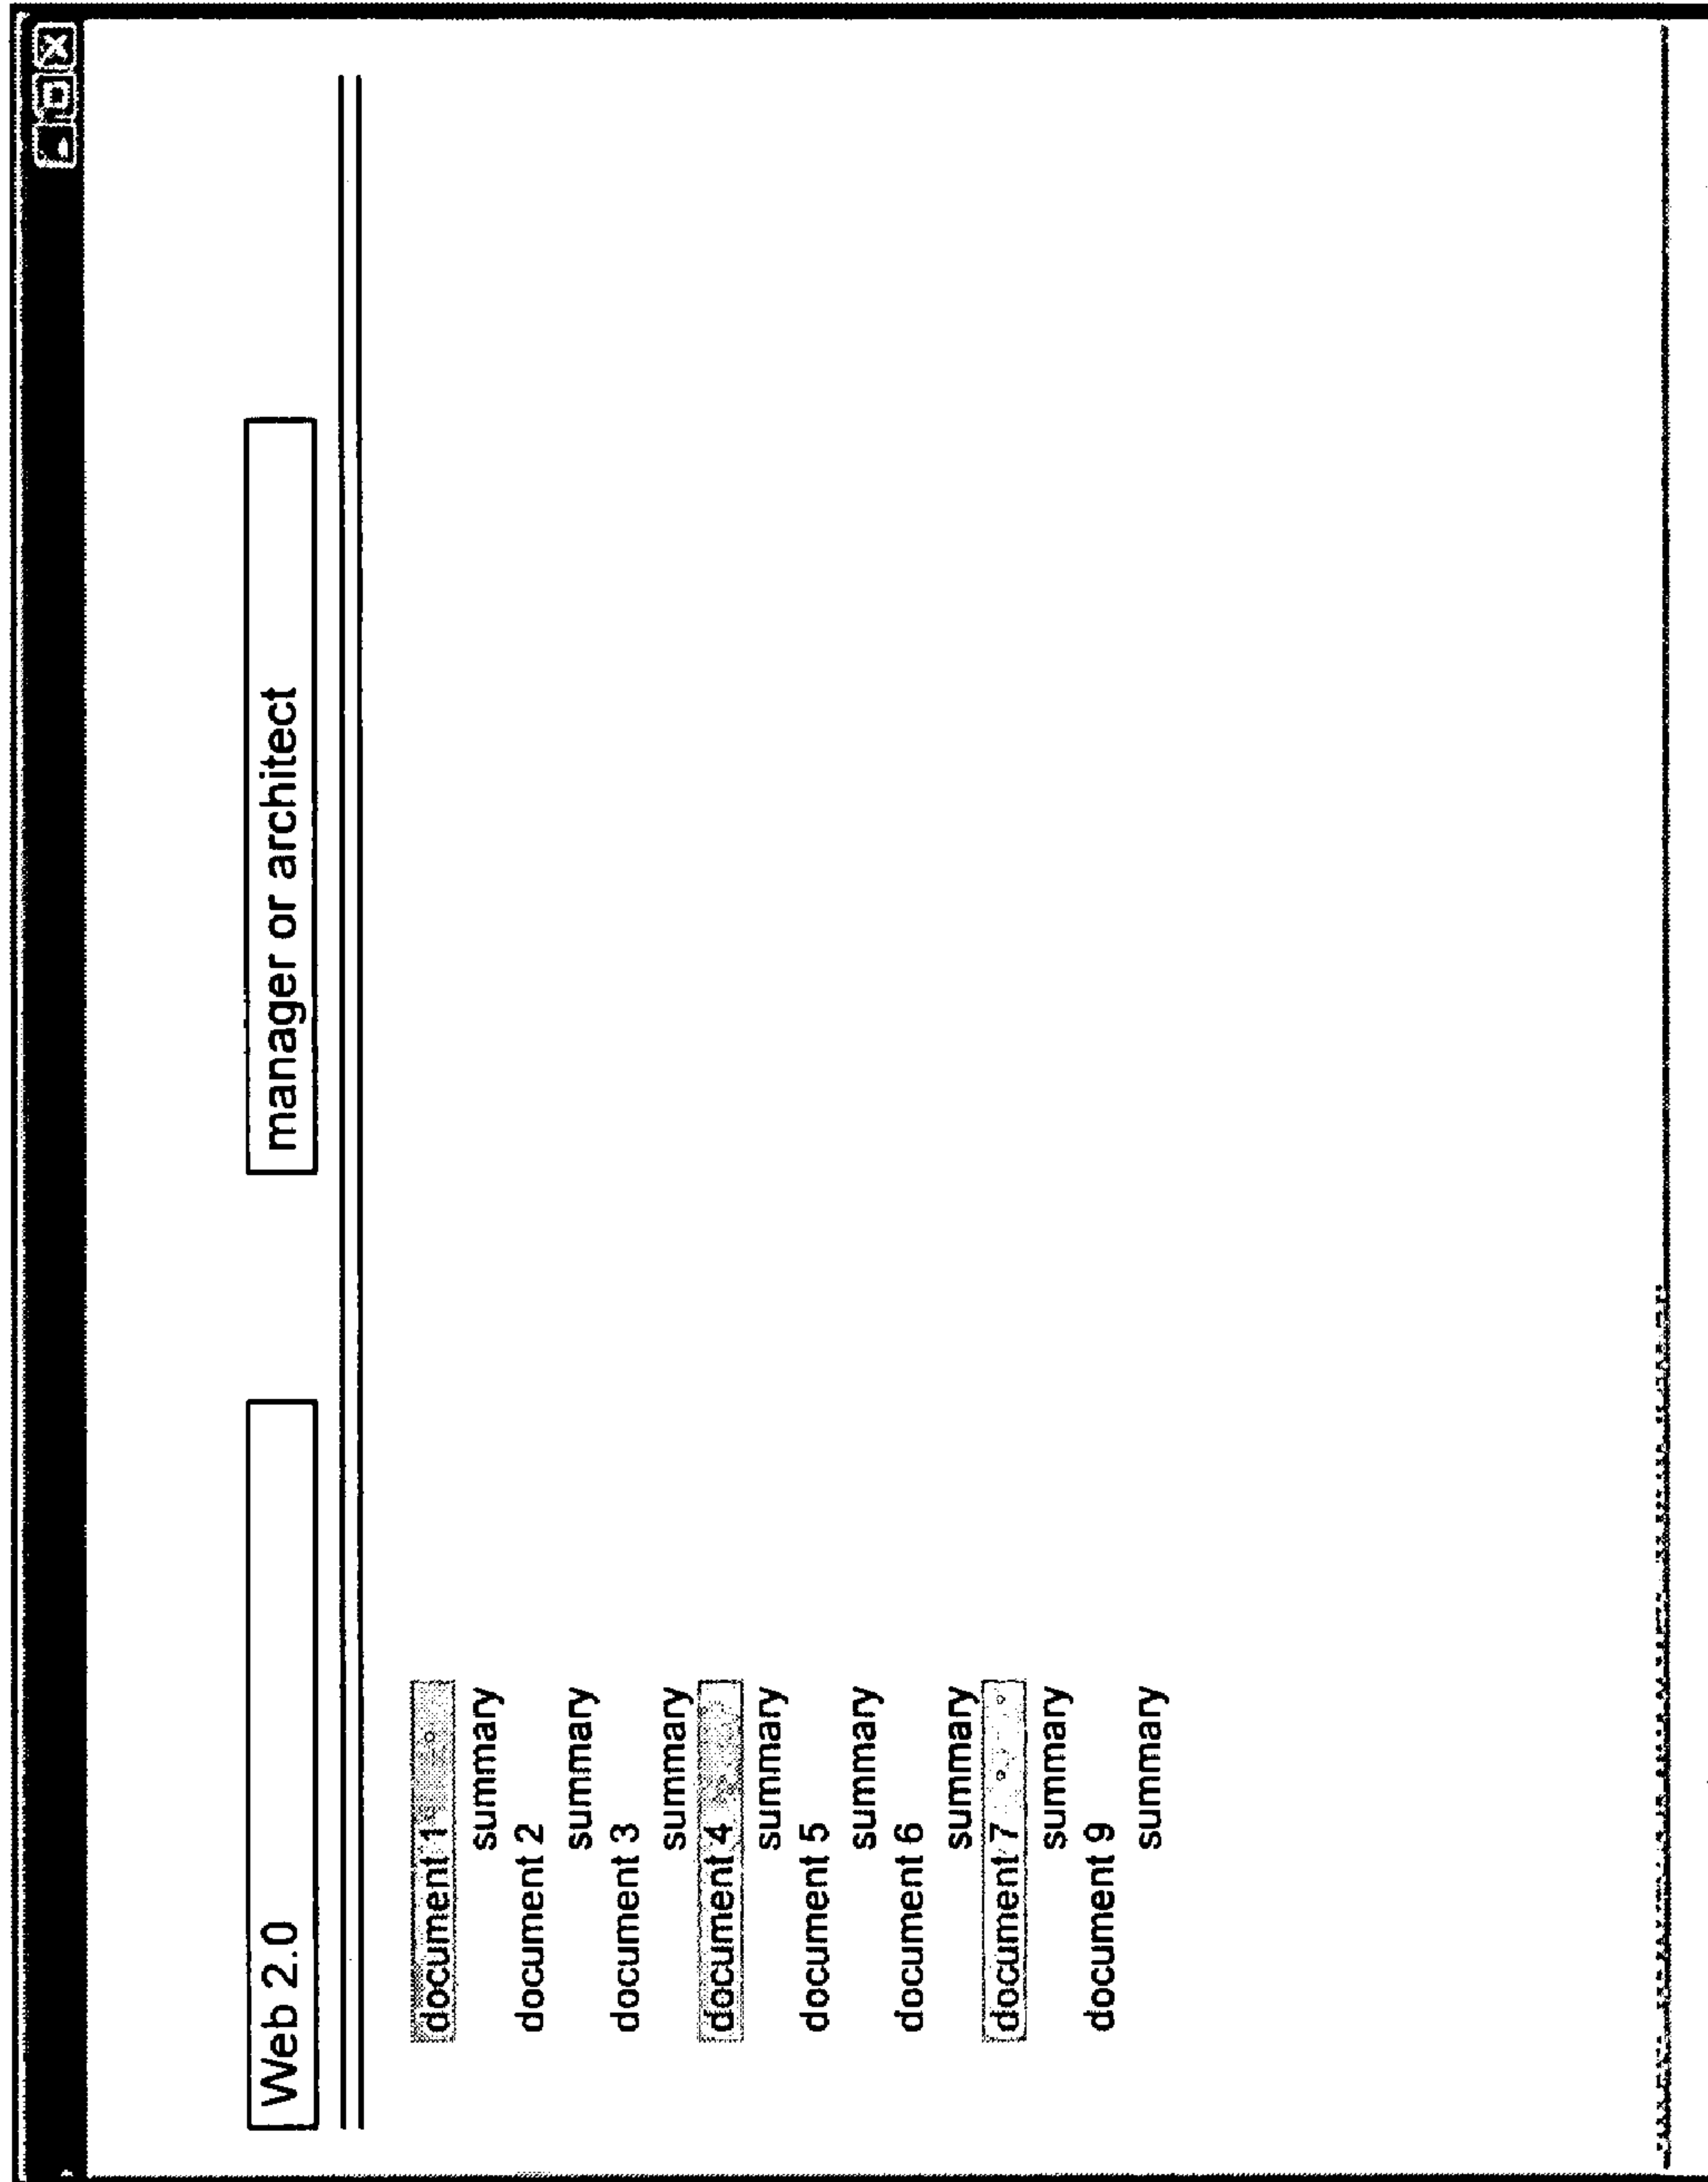 Web 2.0
manager or architect
document 1
summary
document 2
summary
document 3
summary
document 4
summary
document 5
summary
document 6
summary
document 7
summary
document 9
summary